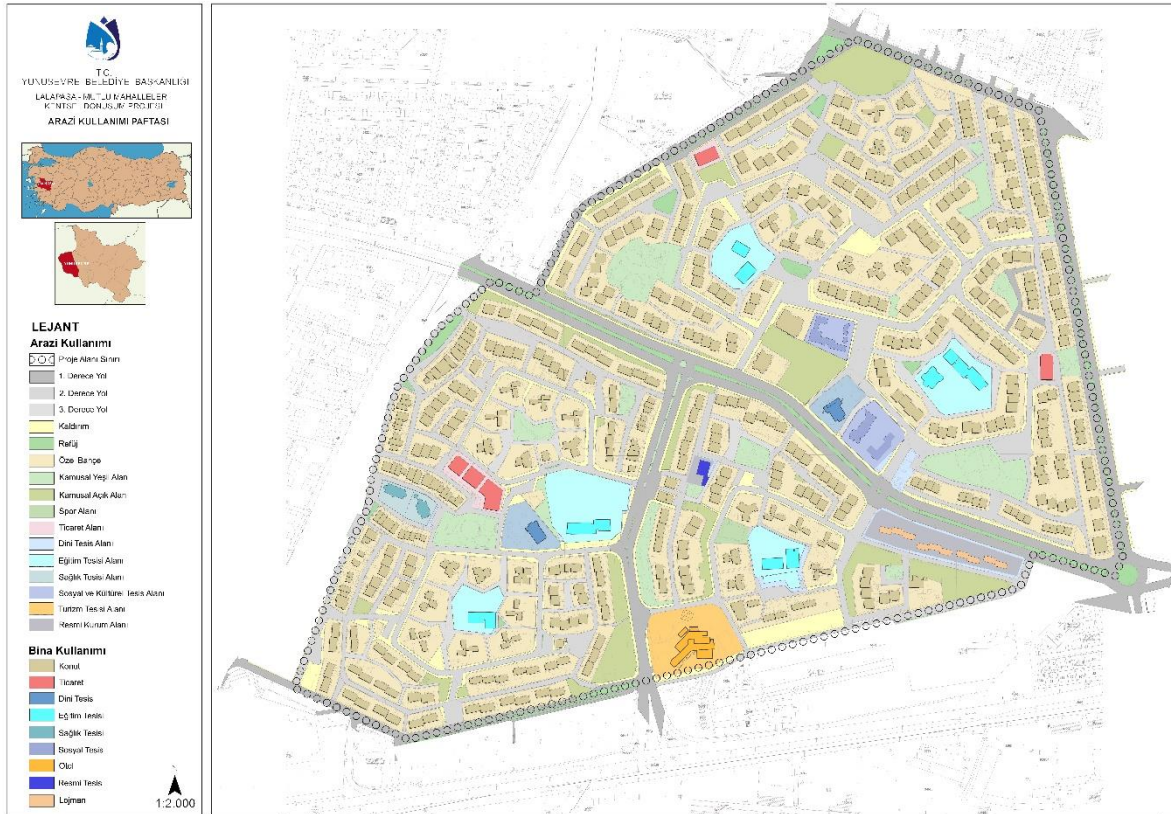 T.C.
YUNUSEMRE BELEDİYE BAŞKANLIĞI
LALAPAŞA - MUTLU MAHALLELER
KENTSEL DÖNÜŞÜM PROJESİ
ARAZİ KULLANIMI PAFTASI
LEJANT
Arazi Kullanımı
Proje Alanı Sınırı
1. Derece Yol
2. Derece Yol
3. Derece Yol
Kaldırım
Refüj
Özel Bahçe
Kamusal Yeşil Alan
Kamusal Açık Alan
Spor Alanı
Ticaret Alanı
Dini Tesis Alanı
Eğitim Tesisi Alanı
Sağlık Tesisi Alanı
Sosyal ve Kültürel Tesis Alanı
Turizm Tesisi Alanı
Resmi Kurum Alanı
Bina Kullanımı
Konut
Ticaret
Dini Tesis
Eğitim Tesisi
Sağlık Tesisi
Sosyal Tesis
Otel
Resmi Tesis
Lojman
1:2.000